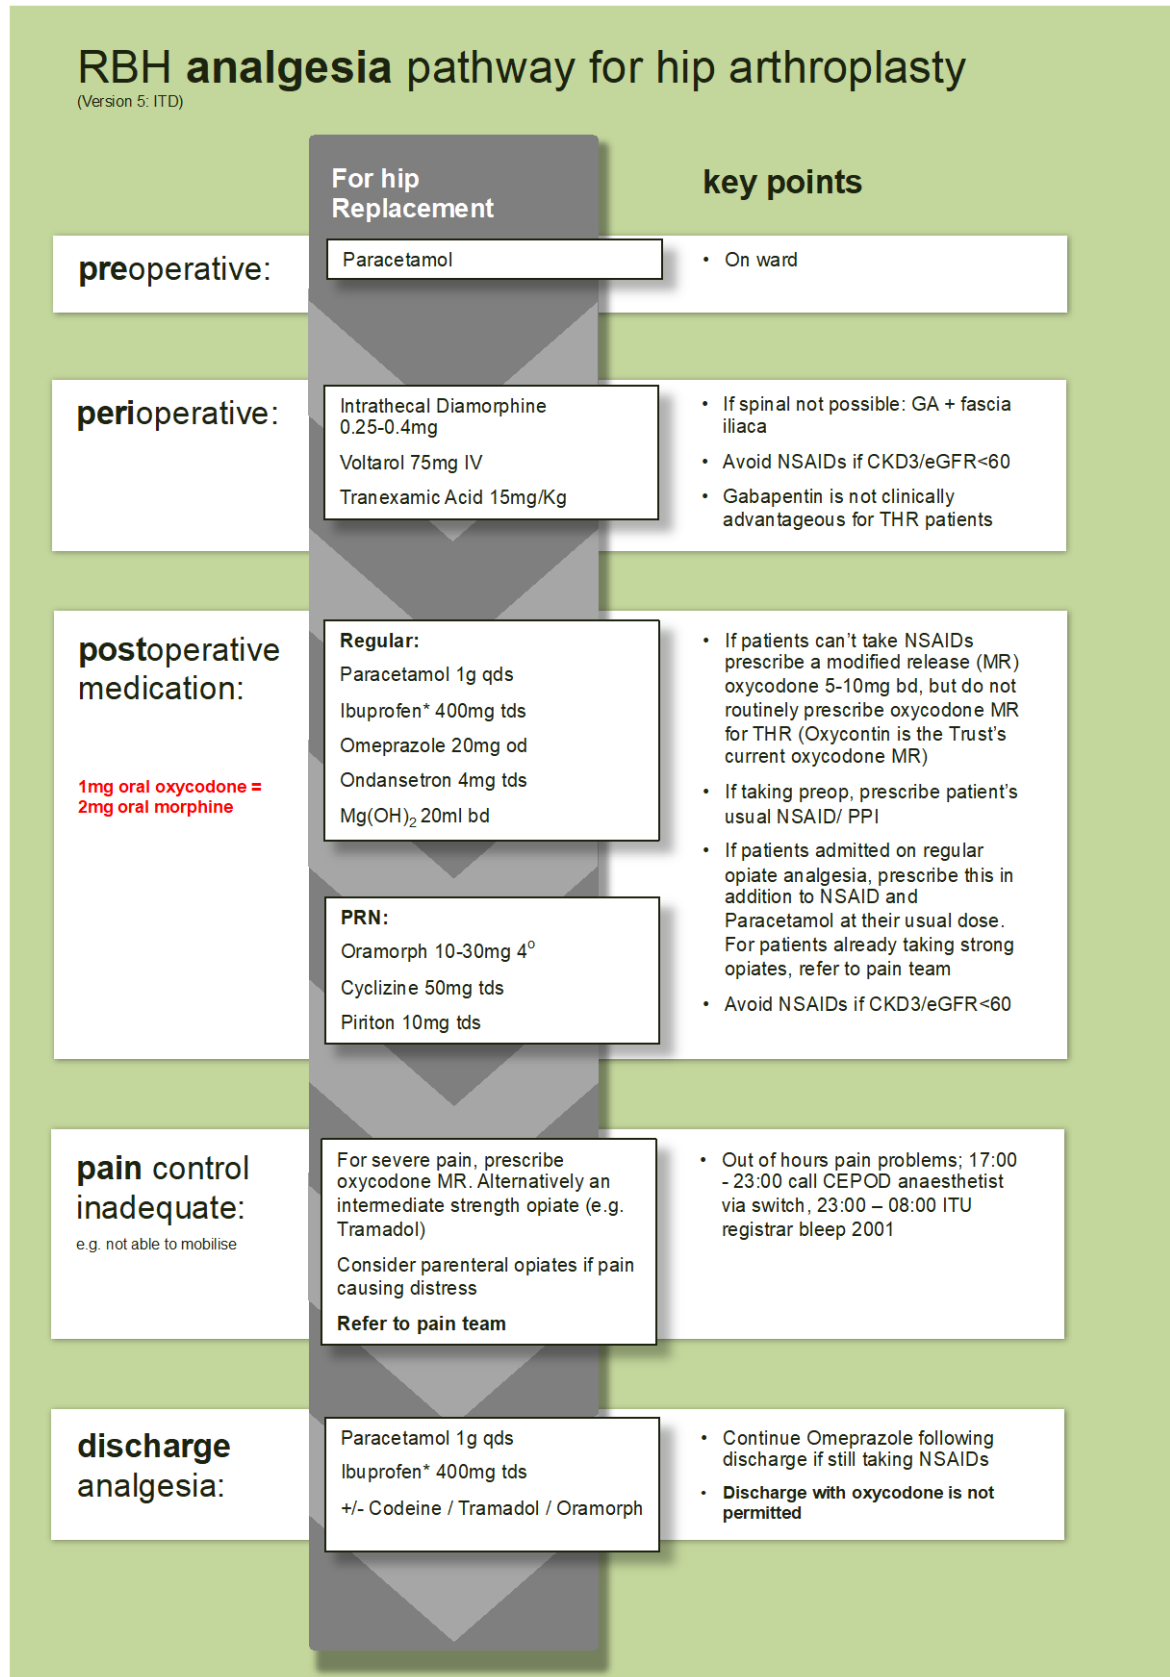 RBH analgesia pathway for hip arthroplasty
(Version 5: ITD)
For hip
Replacement
key points
preoperative:
Paracetamol
• On ward
perioperative:
Intrathecal Diamorphine
0.25-0.4mg
Voltarol 75mg IV
Tranexamic Acid 15mg/Kg
• If spinal not possible: GA + fascia
iliaca
• Avoid NSAIDs if CKD3/eGFR<60
• Gabapentin is not clinically
advantageous for THR patients
postoperative
medication:
1mg oral oxycodone =
2mg oral morphine
Regular:
Paracetamol 1g qds
Ibuprofen* 400mg tds
Omeprazole 20mg od
Ondansetron 4mg tds
Mg(OH)₂ 20ml bd
PRN:
Oramorph 10-30mg 4⁰
Cyclizine 50mg tds
Piriton 10mg tds
• If patients can't take NSAIDs
prescribe a modified release (MR)
oxycodone 5-10mg bd, but do not
routinely prescribe oxycodone MR
for THR (Oxycontin is the Trust's
current oxycodone MR)
• If taking preop, prescribe patient's
usual NSAID/ PPI
• If patients admitted on regular
opiate analgesia, prescribe this in
addition to NSAID and
Paracetamol at their usual dose.
For patients already taking strong
opiates, refer to pain team
• Avoid NSAIDs if CKD3/eGFR<60
pain control
inadequate:
e.g. not able to mobilise
For severe pain, prescribe
oxycodone MR. Alternatively an
intermediate strength opiate (e.g.
Tramadol)
Consider parenteral opiates if pain
causing distress
Refer to pain team
• Out of hours pain problems; 17:00
- 23:00 call CEPOD anaesthetist
via switch, 23:00 – 08:00 ITU
registrar bleep 2001
discharge
analgesia:
Paracetamol 1g qds
Ibuprofen* 400mg tds
+/- Codeine / Tramadol / Oramorph
• Continue Omeprazole following
discharge if still taking NSAIDs
• Discharge with oxycodone is not
permitted